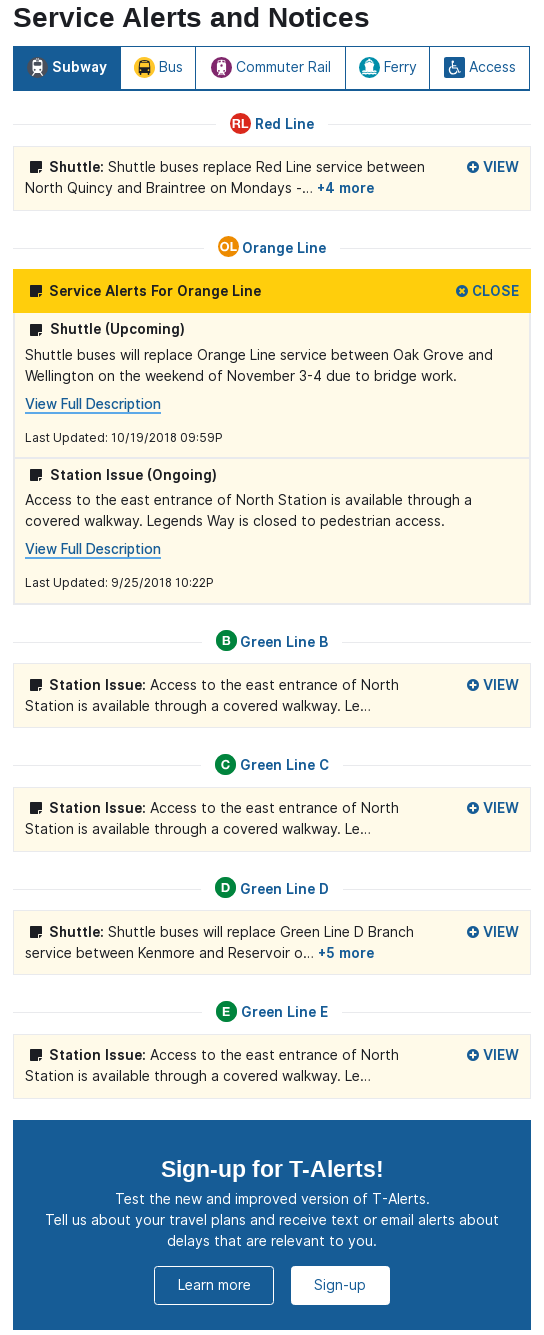 Service Alerts and Notices
Subway Bus Commuter Rail Ferry Access
RL Red Line
Shuttle: Shuttle buses replace Red Line service between VIEW
North Quincy and Braintree on Mondays -… +4 more
OL Orange Line
Service Alerts For Orange Line CLOSE
Shuttle (Upcoming)
Shuttle buses will replace Orange Line service between Oak Grove and
Wellington on the weekend of November 3-4 due to bridge work.
View Full Description
Last Updated: 10/19/2018 09:59P
Station Issue (Ongoing)
Access to the east entrance of North Station is available through a
covered walkway. Legends Way is closed to pedestrian access.
View Full Description
Last Updated: 9/25/2018 10:22P
B Green Line B
Station Issue: Access to the east entrance of North VIEW
Station is available through a covered walkway. Le…
C Green Line C
Station Issue: Access to the east entrance of North VIEW
Station is available through a covered walkway. Le…
D Green Line D
Shuttle: Shuttle buses will replace Green Line D Branch VIEW
service between Kenmore and Reservoir o… +5 more
E Green Line E
Station Issue: Access to the east entrance of North VIEW
Station is available through a covered walkway. Le…
Sign-up for T-Alerts!
Test the new and improved version of T-Alerts.
Tell us about your travel plans and receive text or email alerts about
delays that are relevant to you.
Learn more Sign-up